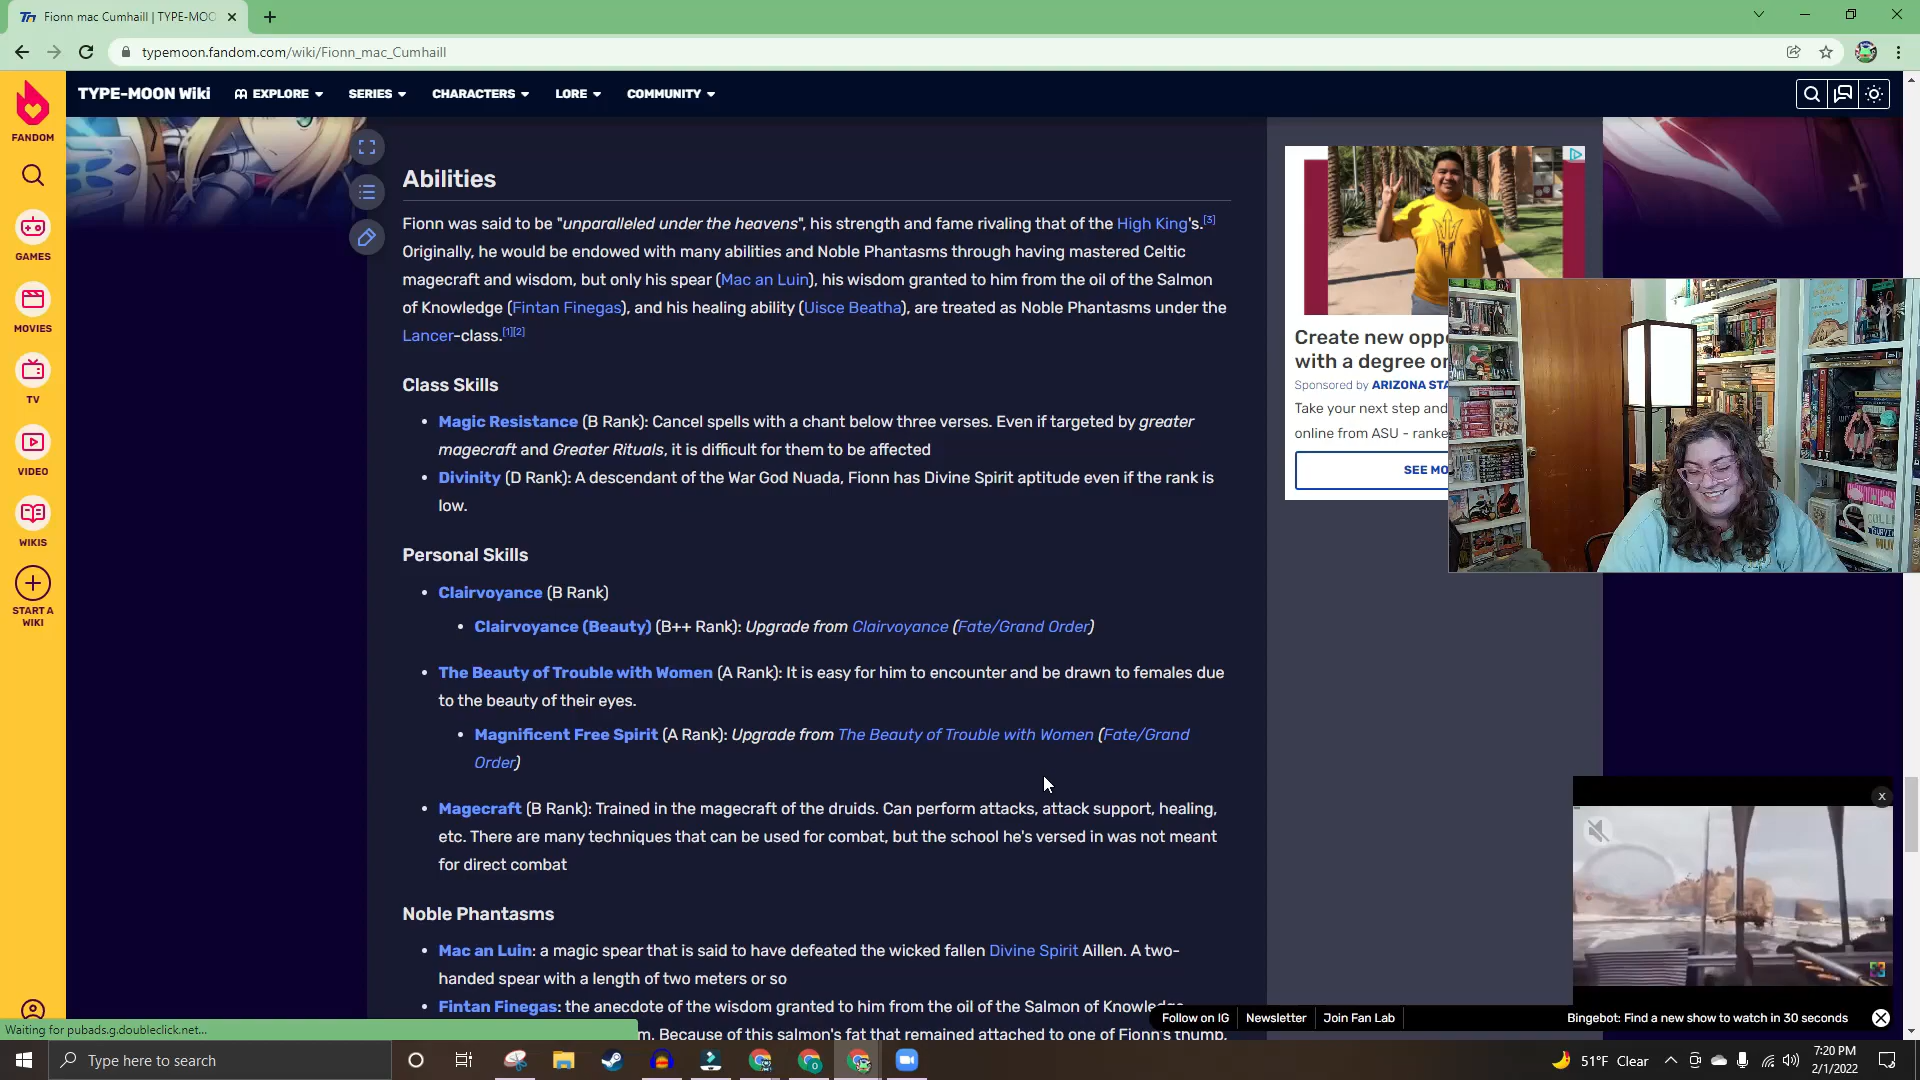 Fionn mac Cumhaill | TYPE-MOO
typemoon.fandom.com/wiki/Fionn_mac_Cumhaill
FANDOM
GAMES
MOVIES
TV
VIDEO
WIKIS
START A
WIKI
TYPE-MOON Wiki
EXPLORE
SERIES
CHARACTERS
LORE
COMMUNITY
Abilities
Fionn was said to be "unparalleled under the heavens", his strength and fame rivaling that of the High King's.[3]
Originally, he would be endowed with many abilities and Noble Phantasms through having mastered Celtic
magecraft and wisdom, but only his spear (Mac an Luin), his wisdom granted to him from the oil of the Salmon
of Knowledge (Fintan Finegas), and his healing ability (Uisce Beatha), are treated as Noble Phantasms under the
Lancer-class.[1][2]
Class Skills
• Magic Resistance (B Rank): Cancel spells with a chant below three verses. Even if targeted by greater
magecraft and Greater Rituals, it is difficult for them to be affected
• Divinity (D Rank): A descendant of the War God Nuada, Fionn has Divine Spirit aptitude even if the rank is
low.
Personal Skills
• Clairvoyance (B Rank)
• Clairvoyance (Beauty) (B++ Rank): Upgrade from Clairvoyance (Fate/Grand Order)
• The Beauty of Trouble with Women (A Rank): It is easy for him to encounter and be drawn to females due
to the beauty of their eyes.
• Magnificent Free Spirit (A Rank): Upgrade from The Beauty of Trouble with Women (Fate/Grand
Order)
• Magecraft (B Rank): Trained in the magecraft of the druids. Can perform attacks, attack support, healing,
etc. There are many techniques that can be used for combat, but the school he's versed in was not meant
for direct combat
Noble Phantasms
• Mac an Luin: a magic spear that is said to have defeated the wicked fallen Divine Spirit Aillen. A two-
handed spear with a length of two meters or so
• Fintan Finegas: the anecdote of the wisdom granted to him from the oil of the Salmon of Knowledge
m. Because of this salmon's fat that remained attached to one of Fionn's thumb,
Create new oppo
with a degree on
Sponsored by ARIZONA STA
Take your next step and
online from ASU - ranke
SEE MO
x
Follow on IG
Newsletter
Join Fan Lab
Bingebot: Find a new show to watch in 30 seconds
Waiting for pubads.g.doubleclick.net...
Type here to search
51°F Clear
7:20 PM
2/1/2022